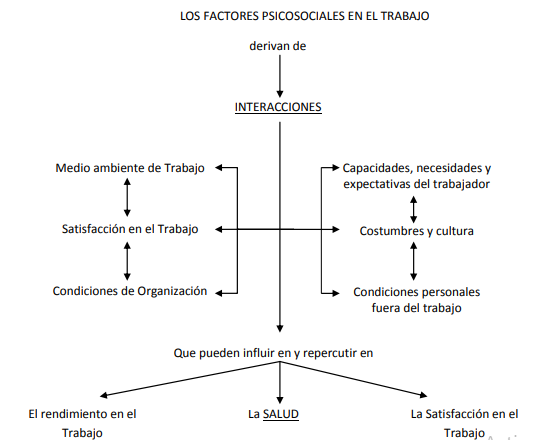 LOS FACTORES PSICOSOCIALES EN EL TRABAJO
derivan de
INTERACCIONES
Medio ambiente de Trabajo
Capacidades, necesidades y
expectativas del trabajador
Satisfacción en el Trabajo
Costumbres y cultura
Condiciones de Organización
Condiciones personales
fuera del trabajo
Que pueden influir en y repercutir en
El rendimiento en el
Trabajo
La SALUD
La Satisfacción en el
Trabajo